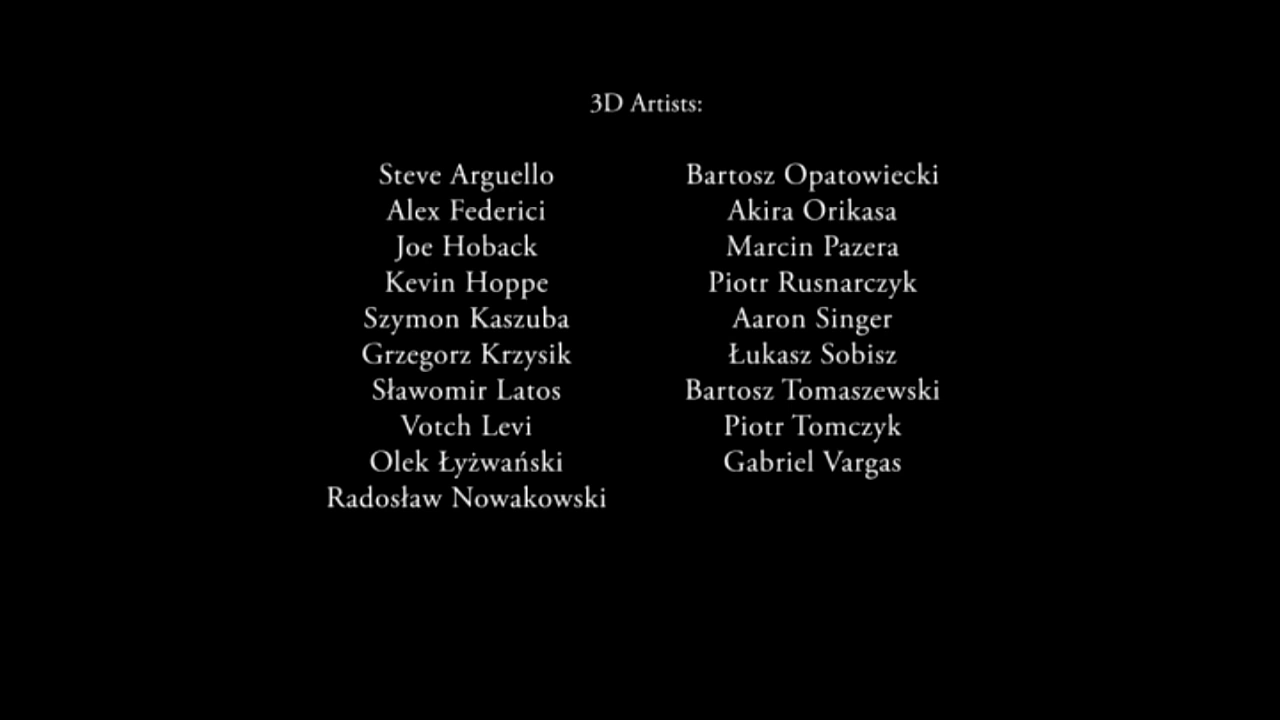 3D Artists:
Steve Arguello
Alex Federici
Joe Hoback
Kevin Hoppe
Szymon Kaszuba
Grzegorz Krzysik
Sławomir Latos
Votch Levi
Olek Łyżwański
Radosław Nowakowski
Bartosz Opatowiecki
Akira Orikasa
Marcin Pazera
Piotr Rusnarczyk
Aaron Singer
Łukasz Sobisz
Bartosz Tomaszewski
Piotr Tomczyk
Gabriel Vargas